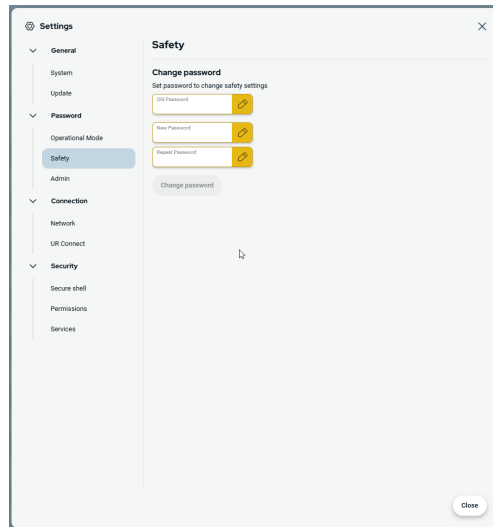 Settings
General
System
Update
Password
Operational Mode
Safety
Admin
Connection
Network
UR Connect
Security
Secure shell
Permissions
Services
Safety
Change password
Set password to change safety settings
Old Password
New Password
Repeat Password
Change password
Close